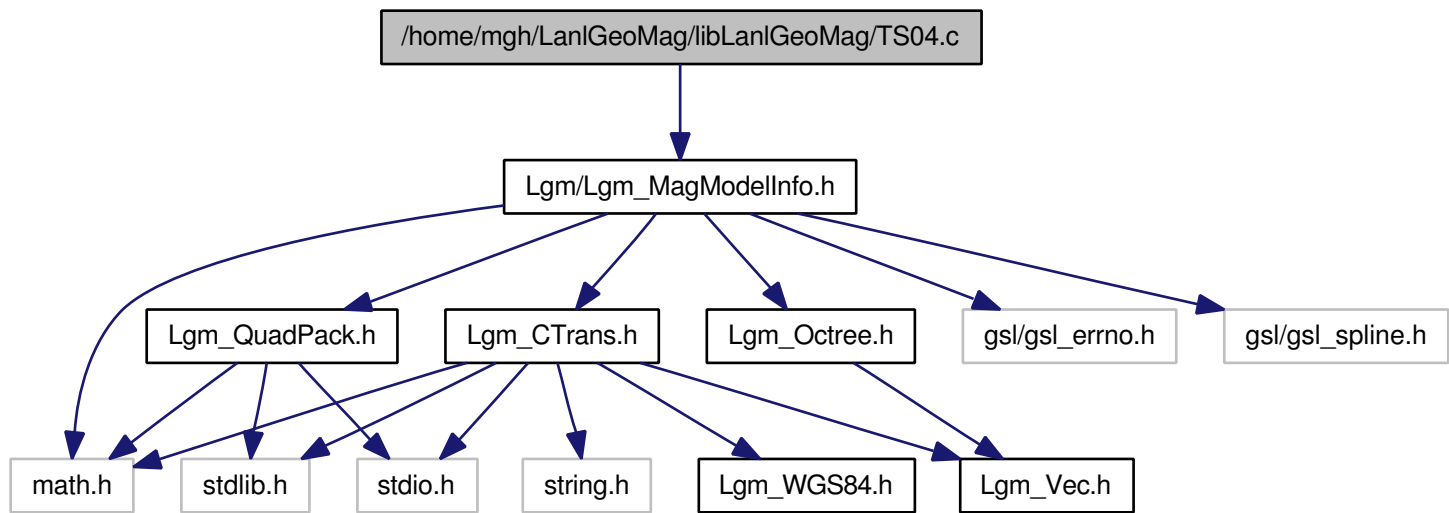 /home/mgh/LanlGeoMag/libLanlGeoMag/TS04.c
Lgm/Lgm_MagModelInfo.h
Lgm_QuadPack.h
Lgm_CTrans.h
Lgm_Octree.h
gsl/gsl_errno.h
gsl/gsl_spline.h
math.h
stdlib.h
stdio.h
string.h
Lgm_WGS84.h
Lgm_Vec.h